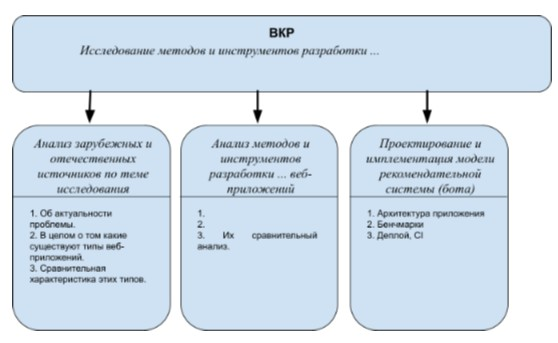 ВКР
Исследование методов и инструментов разработки ...
Анализ зарубежных и
отечественных
источников по теме
исследования
1. Об актуальности
проблемы.
2. В целом о том какие
существуют типы веб-
приложений.
3. Сравнительная
характеристика этих типов.
Анализ методов и
инструментов
разработки ... веб-
приложений
1.
2.
3. Их сравнительный
анализ.
Проектирование и
имплементация модели
рекомендательной
системы (бота)
1. Архитектура приложения
2. Бенчмарки
3. Деплой, CI